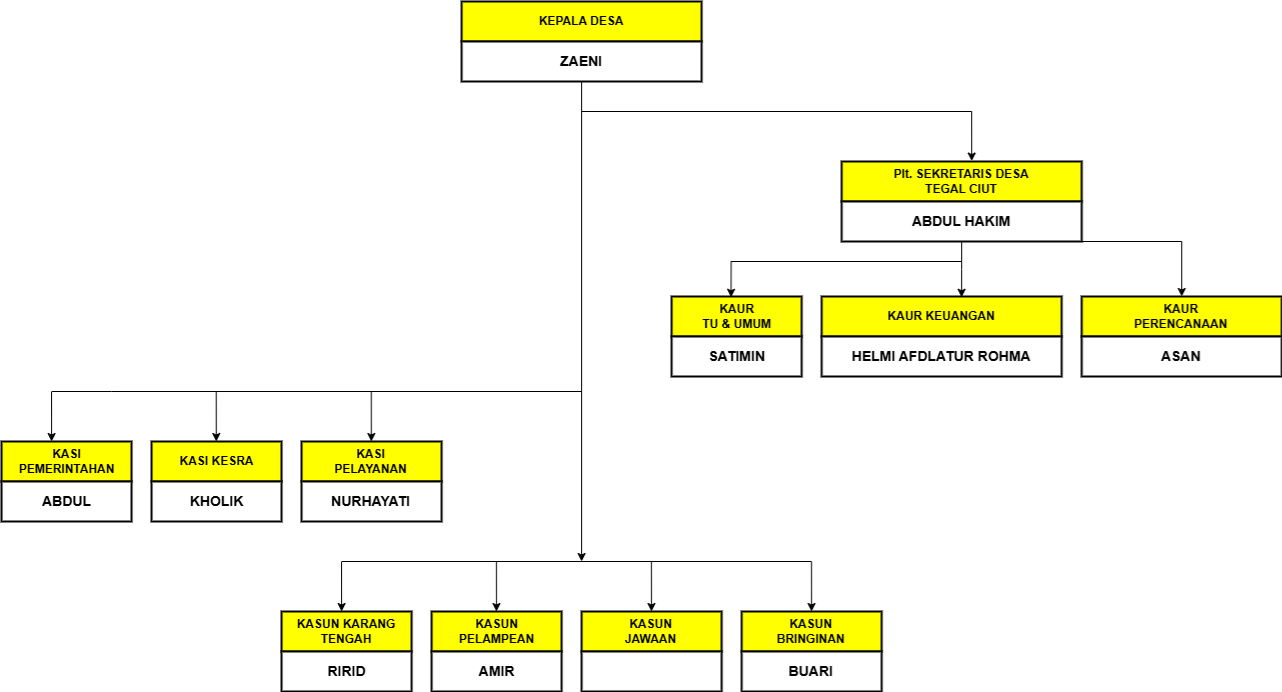 KEPALA DESA
ZAENI
Plt. SEKRETARIS DESA
TEGAL CIUT
ABDUL HAKIM
KAUR
TU & UMUM
SATIMIN
KAUR KEUANGAN
HELMI AFDLATUR ROHMA
KAUR
PERENCANAAN
ASAN
KASI
PEMERINTAHAN
ABDUL
KASI KESRA
KHOLIK
KASI
PELAYANAN
NURHAYATI
KASUN KARANG
TENGAH
RIRID
KASUN
PELAMPEAN
AMIR
KASUN
JAWAAN
KASUN
BRINGINAN
BUARI